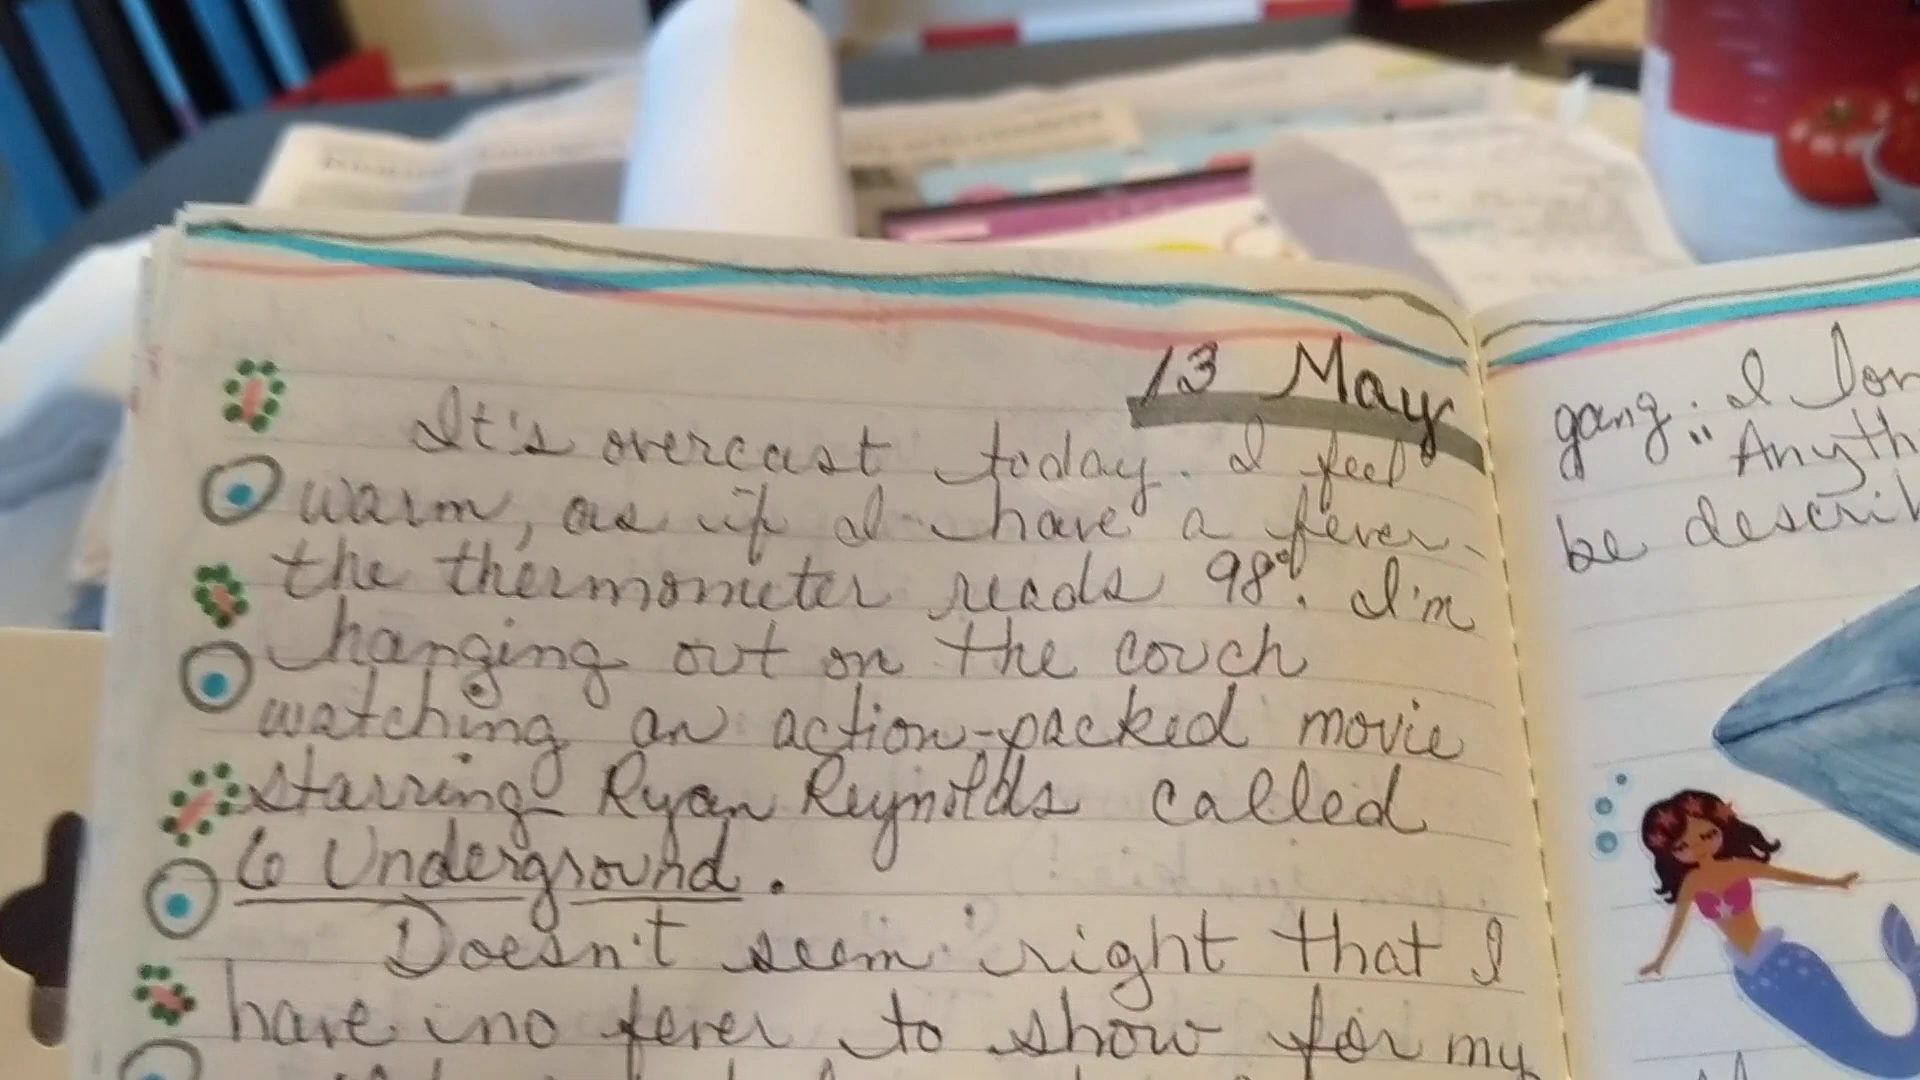 13 May
It's overcast today. I feel
warm, as if I have a fever-
the thermometer reads 98°. I'm
hanging out on the couch
watching an action-packed movie
starring Ryan Reynolds called
6 Underground.
Doesn't seem right that I
have no fever to show for my
gang. I
"Anyth
be describ